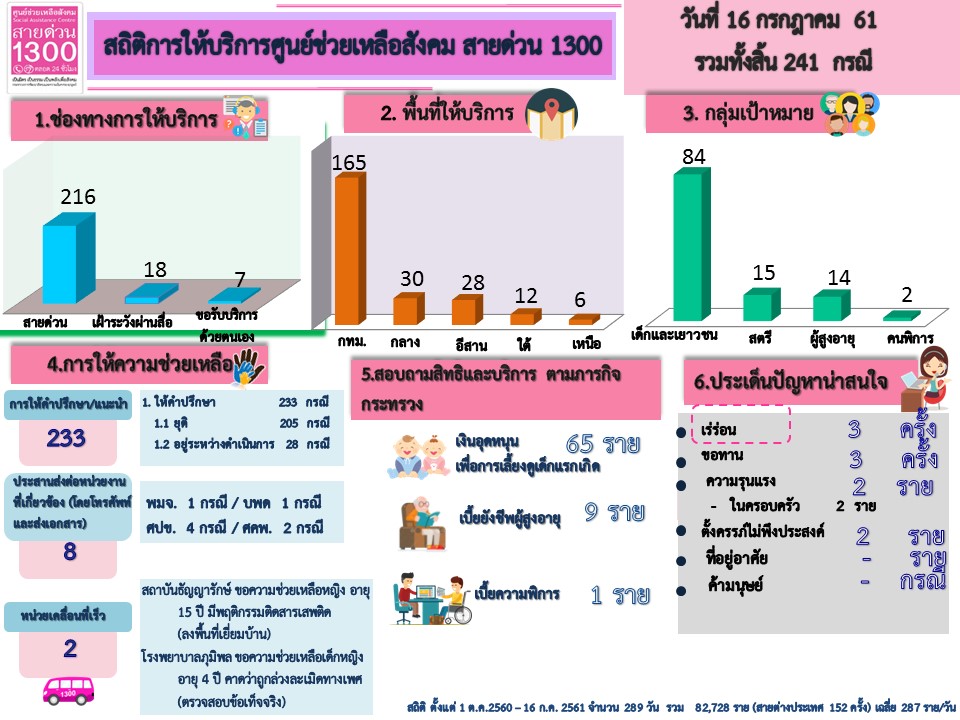 ศูนย์ช่วยเหลือสังคม
Social Assistance Center
สายด่วน
1300
ตลอด 24 ชั่วโมง
สถิติการให้บริการศูนย์ช่วยเหลือสังคม สายด่วน 1300
วันที่ 16 กรกฎาคม 61
รวมทั้งสิ้น 241 กรณี
1.ช่องทางการให้บริการ
216
18
7
สายด่วน
เฝ้าระวังผ่านสื่อ
ขอรับบริการ
ด้วยตนเอง
2. พื้นที่ให้บริการ
165
30
28
12
6
กทม.
กลาง
อีสาน
ใต้
เหนือ
3. กลุ่มเป้าหมาย
84
15
14
2
เด็กและเยาวชน
สตรี
ผู้สูงอายุ
คนพิการ
4.การให้ความช่วยเหลือ
การให้คำปรึกษา/แนะนำ
233
1. ให้คำปรึกษา 233 กรณี
1.1 ยุติ 205 กรณี
1.2 อยู่ระหว่างดำเนินการ 28 กรณี
ประสานส่งต่อหน่วยงาน
ที่เกี่ยวข้อง (โดยโทรศัพท์
และส่งเอกสาร)
8
พมจ. 1 กรณี / บพด 1 กรณี
ศปช. 4 กรณี / ศคพ. 2 กรณี
หน่วยเคลื่อนที่เร็ว
2
1300
สถาบันธัญญารักษ์ ขอความช่วยเหลือหญิง อายุ
15 ปี มีพฤติกรรมติดสารเสพติด
(ลงพื้นที่เยี่ยมบ้าน)
โรงพยาบาลภูมิพล ขอความช่วยเหลือเด็กหญิง
อายุ 4 ปี คาดว่าถูกล่วงละเมิดทางเพศ
(ตรวจสอบข้อเท็จจริง)
5.สอบถามสิทธิและบริการ ตามภารกิจ
กระทรวง
เงินอุดหนุน 65 ราย
เพื่อการเลี้ยงดูเด็กแรกเกิด
เบี้ยยังชีพผู้สูงอายุ 9 ราย
เบี้ยความพิการ 1 ราย
6.ประเด็นปัญหาน่าสนใจ
เร่ร่อน 3 ครั้ง
ขอทาน 3 ครั้ง
ความรุนแรง 2 ราย
- ในครอบครัว 2 ราย
ตั้งครรภ์ไม่พึงประสงค์ 2 ราย
ที่อยู่อาศัย - ราย
ค้ามนุษย์ - กรณี
สถิติ ตั้งแต่ 1 ต.ค.2560 – 16 ก.ค. 2561 จำนวน 289 วัน รวม 82,728 ราย (สายต่างประเทศ 152 ครั้ง) เฉลี่ย 287 ราย/วัน